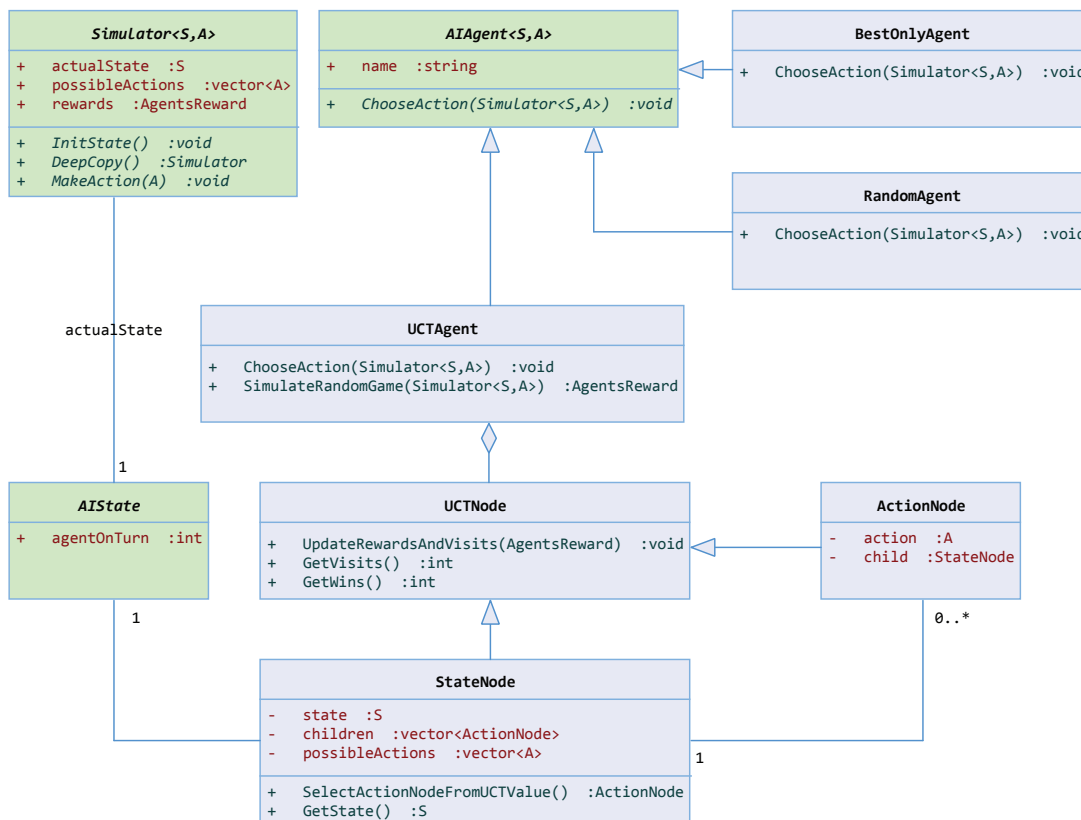 Simulator<S,A>
+ actualState :S
+ possibleActions :vector<A>
+ rewards :AgentsReward
+ InitState() :void
+ DeepCopy() :Simulator
+ MakeAction(A) :void
AIAgent<S,A>
+ name :string
+ ChooseAction(Simulator<S,A>) :void
BestOnlyAgent
+ ChooseAction(Simulator<S,A>) :void
RandomAgent
+ ChooseAction(Simulator<S,A>) :void
actualState
1
UCTAgent
+ ChooseAction(Simulator<S,A>) :void
+ SimulateRandomGame(Simulator<S,A>) :AgentsReward
AIState
+ agentOnTurn :int
1
UCTNode
+ UpdateRewardsAndVisits(AgentsReward) :void
+ GetVisits() :int
+ GetWins() :int
ActionNode
- action :A
- child :StateNode
0..*
1
StateNode
- state :S
- children :vector<ActionNode>
- possibleActions :vector<A>
+ SelectActionNodeFromUCTValue() :ActionNode
+ GetState() :S